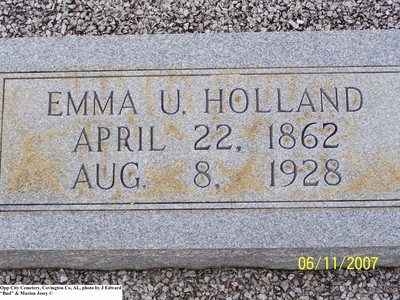 EMMA U. HOLLAND
APRIL 22, 1862
AUG. 8, 1928
06/11/2007
Opp City Cemetery, Covington Co, AL, photo by J Edward
"Bud" & Marion Josey ©